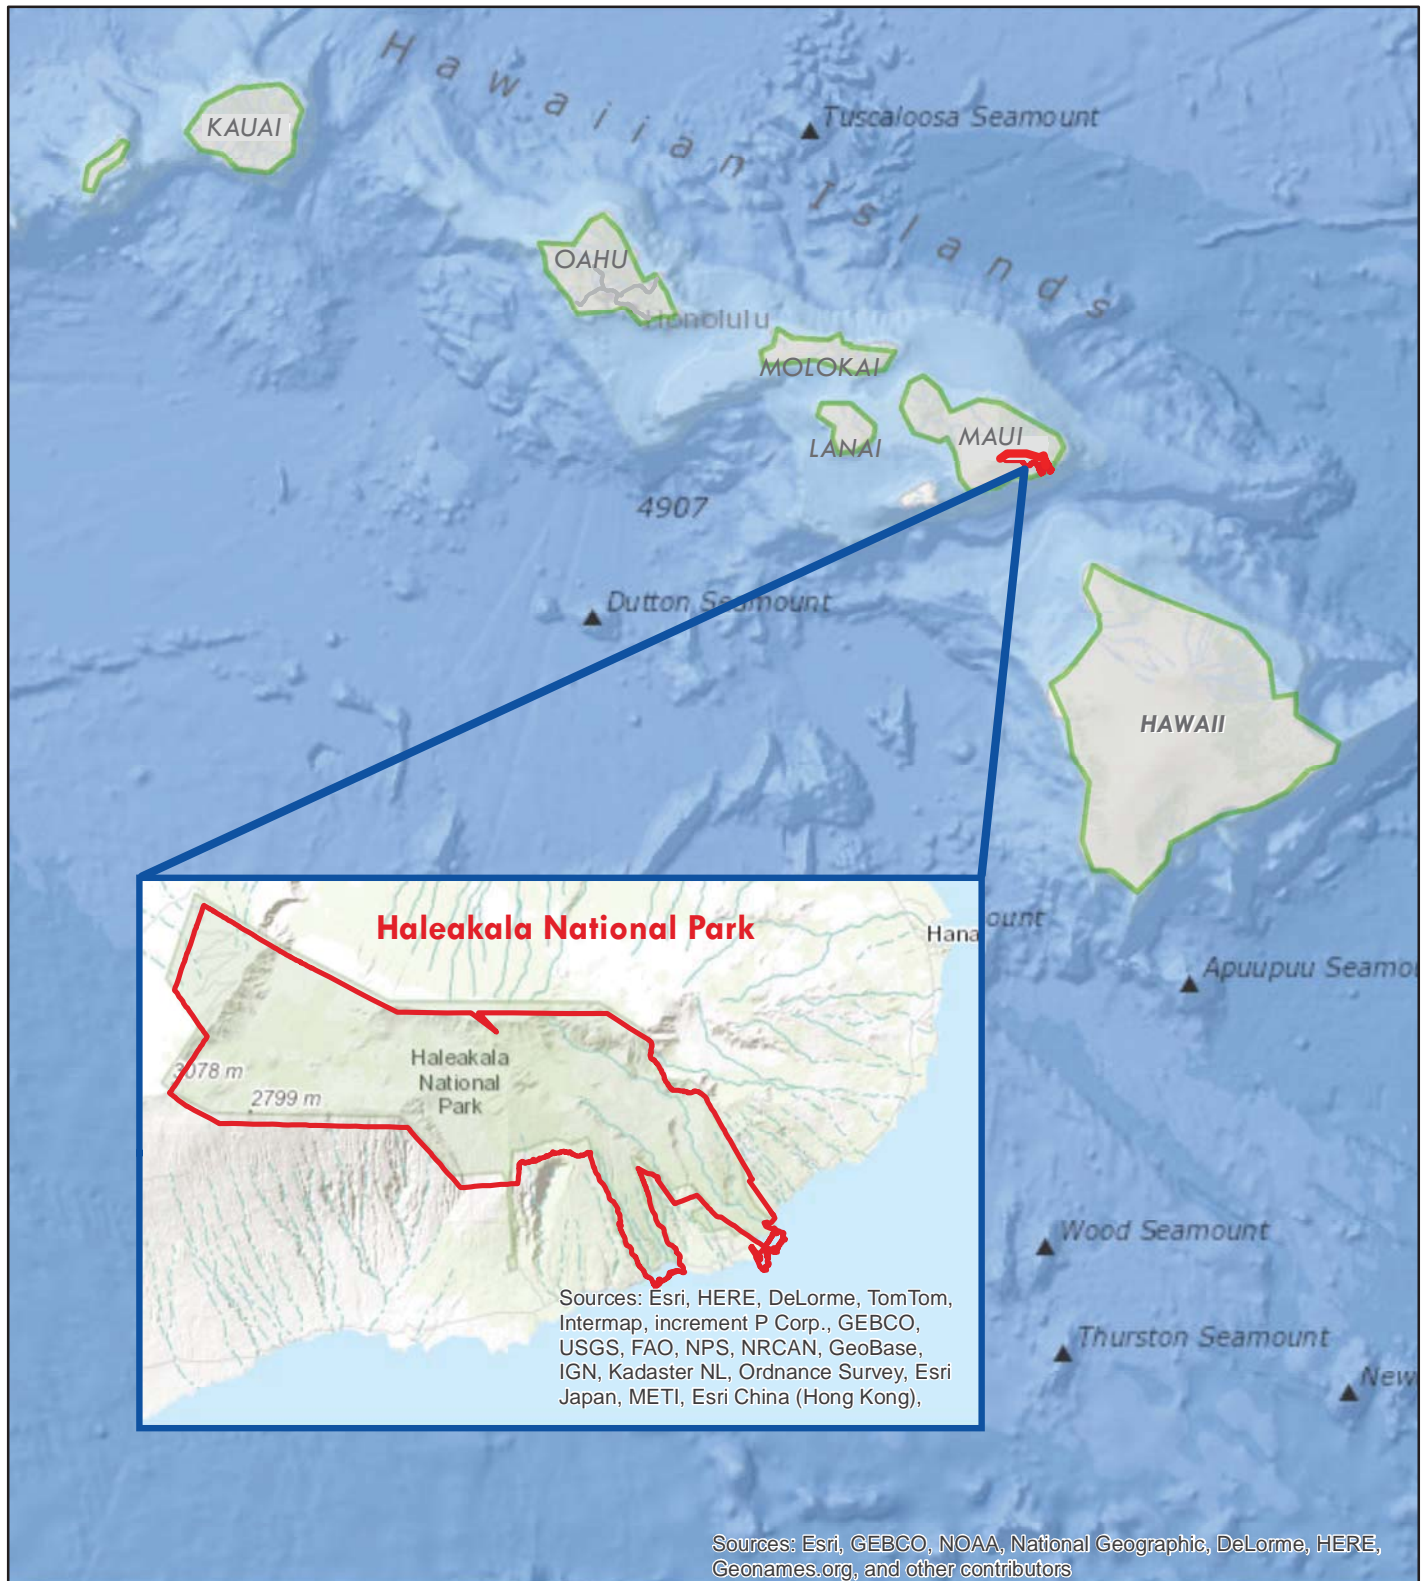 Hawaiian Islands
Tuscaloosa Seamount
KAUAI
OAHU
Honolulu
MOLOKAI
LANAI
MAUI
4907
Dutton Seamount
HAWAII
Haleakala National Park
Hana
ount
Apuupuu Seamou
Haleakala
National
Park
3078 m
2799 m
Wood Seamount
Sources: Esri, HERE, DeLorme, TomTom,
Intermap, increment P Corp., GEBCO,
USGS, FAO, NPS, NRCAN, GeoBase,
IGN, Kadaster NL, Ordnance Survey, Esri
Japan, METI, Esri China (Hong Kong),
Thurston Seamount
New
Sources: Esri, GEBCO, NOAA, National Geographic, DeLorme, HERE,
Geonames.org, and other contributors